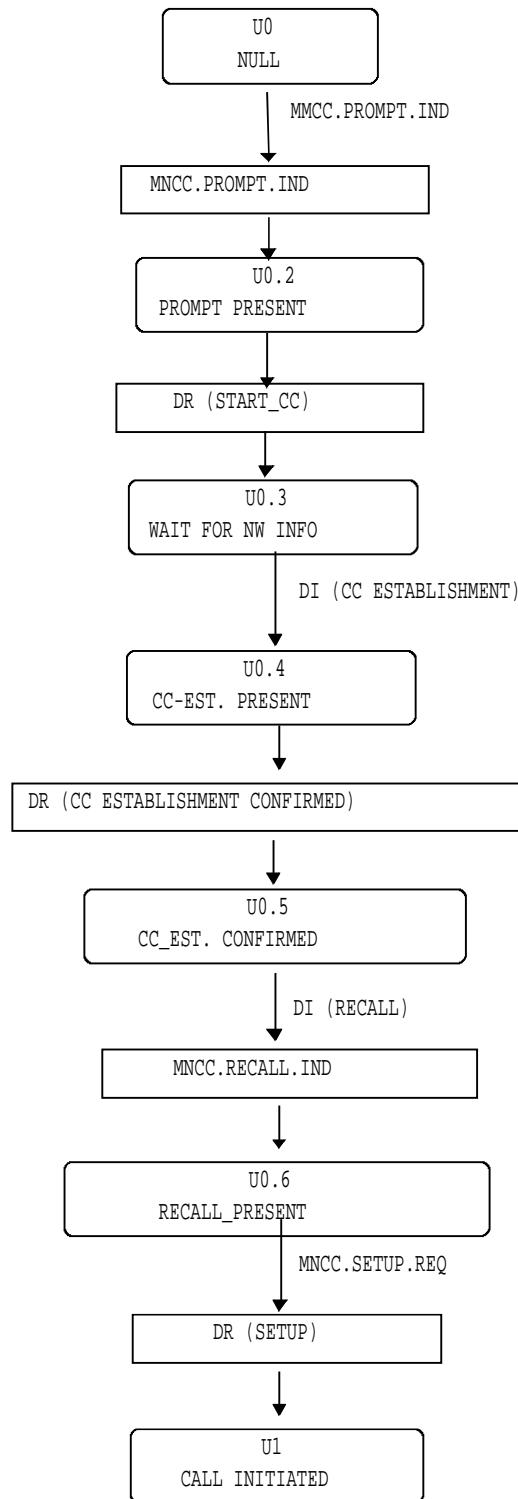 U0
NULL
MMCC.PROMPT.IND
MNCC.PROMPT.IND
U0.2
PROMPT PRESENT
DR (START_CC)
U0.3
WAIT FOR NW INFO
DI (CC ESTABLISHMENT)
U0.4
CC-EST. PRESENT
DR (CC ESTABLISHMENT CONFIRMED)
U0.5
CC_EST. CONFIRMED
DI (RECALL)
MNCC.RECALL.IND
U0.6
RECALL_PRESENT
MNCC.SETUP.REQ
DR (SETUP)
U1
CALL INITIATED